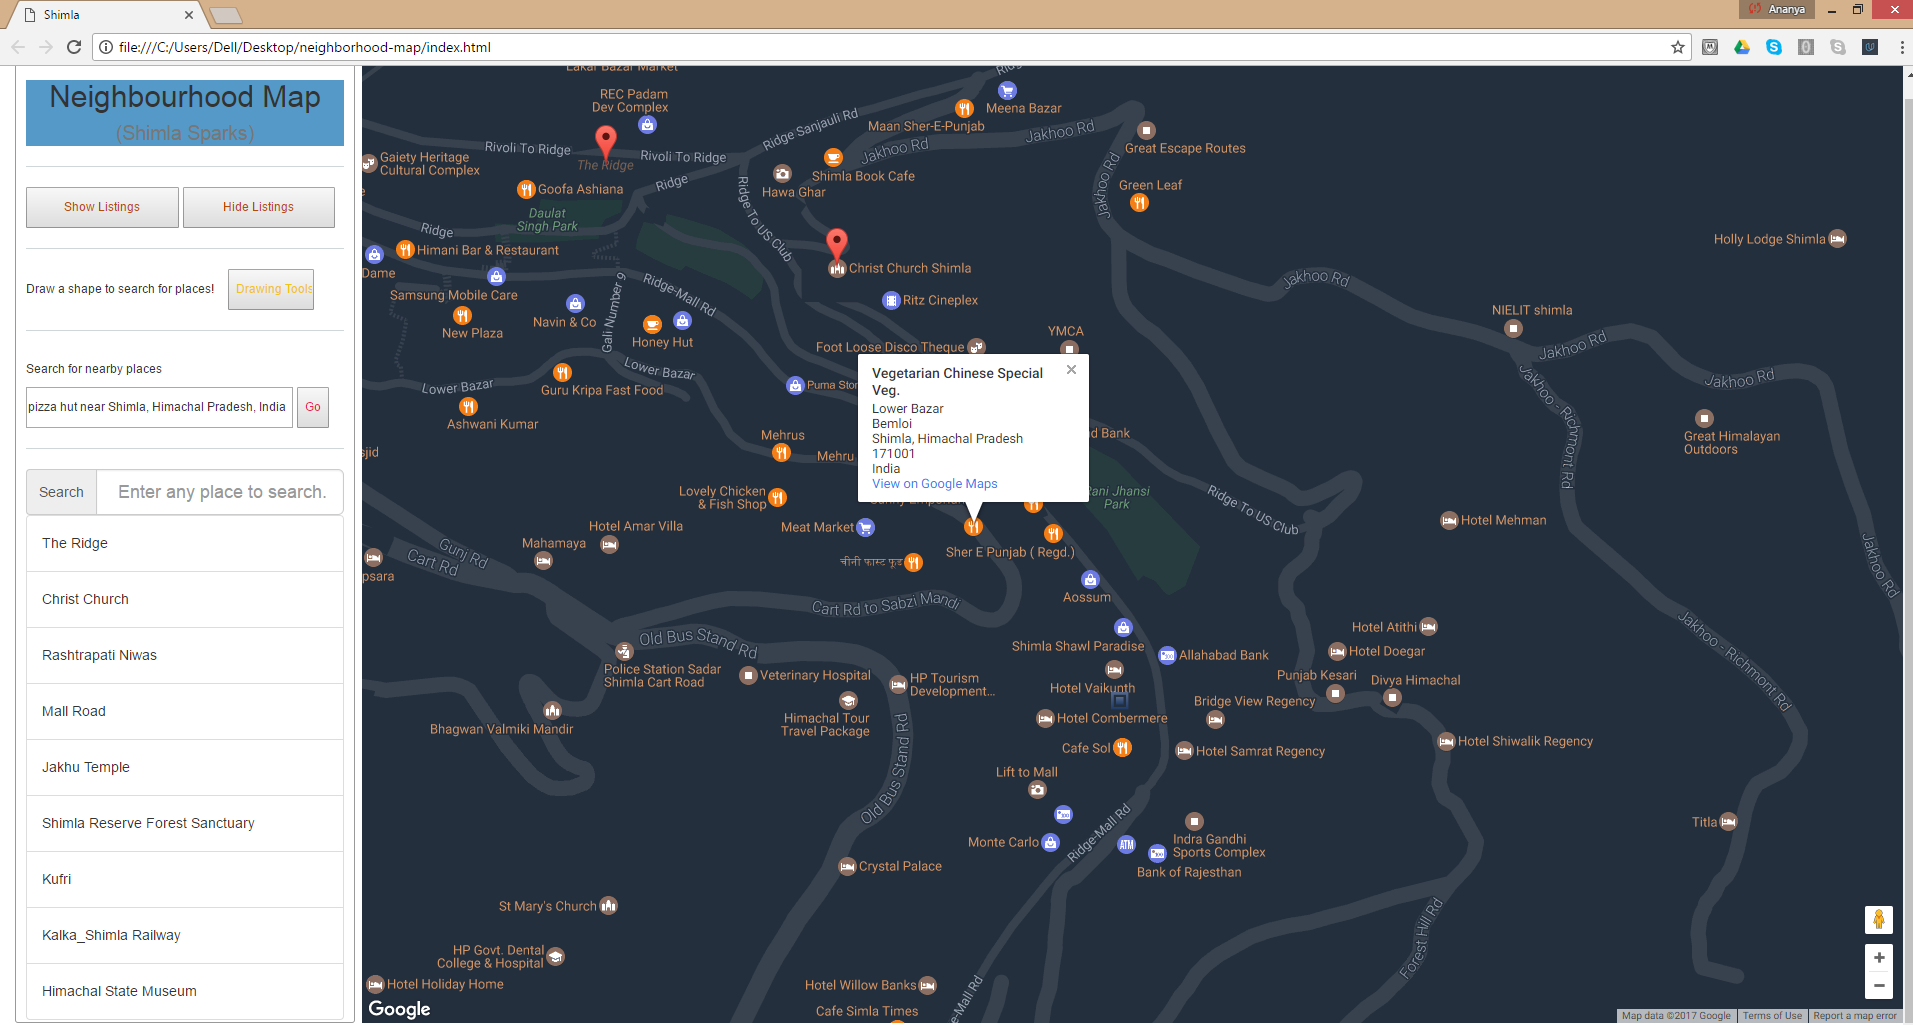 Shimla
Ananya
file:///C:/Users/Dell/Desktop/neighborhood-map/index.html
Neighbourhood Map
(Shimla Sparks)
Show Listings
Hide Listings
Draw a shape to search for places!
Drawing Tools
Search for nearby places
pizza hut near Shimla, Himachal Pradesh, India
Go
Search
Enter any place to search.
The Ridge
Christ Church
Rashtrapati Niwas
Mall Road
Jakhu Temple
Shimla Reserve Forest Sanctuary
Kufri
Kalka_Shimla Railway
Himachal State Museum
Lakar Bazar Market
REC Padam
Dev Complex
Ridge Sanjauli Rd
Meena Bazar
Maan Sher-E-Punjab
Jakhoo Rd
Jakhoo Rd
Great Escape Routes
Rivoli To Ridge
The Ridge
Rivoli To Ridge
Gaiety Heritage
Cultural Complex
Shimla Book Cafe
Hawa Ghar
Goofa Ashiana
Ridge
Ridge To US Club
Jakhoo Rd
Green Leaf
Daulat
Singh Park
Ridge
Himani Bar & Restaurant
Holly Lodge Shimla
Dame
Christ Church Shimla
Jakhoo Rd
Samsung Mobile Care
Ridge-Mall Rd
Ritz Cineplex
Gali Number 9
New Plaza
Navin & Co
Honey Hut
NIELIT shimla
YMCA
Foot Loose Disco Theque
Jakhoo Rd
Lower Bazar
Lower Bazar
Guru Kripa Fast Food
Puma Stor
Jakhoo Rd
Jakhoo - Richmont Rd
Ashwani Kumar
Vegetarian Chinese Special
Veg.
Lower Bazar
Bemloi
Shimla, Himachal Pradesh
171001
India
View on Google Maps
Mehrus
Mehru
d Bank
Great Himalayan
Outdoors
sjid
Lovely Chicken
& Fish Shop
Rani Jhansi
Park
Ridge To US Club
Meat Market
Hotel Amar Villa
Hotel Mehman
Mahamaya
Gunj Rd
Cart Rd
psara
Sher E Punjab ( Regd.)
चीनी फास्ट फूड
Jakhoo Rd
Aossum
Cart Rd to Sabzi Mandi
Old Bus Stand Rd
Shimla Shawl Paradise
Hotel Atithi
Jakhoo - Richmont Rd
Allahabad Bank
Hotel Doegar
Police Station Sadar
Shimla Cart Road
Veterinary Hospital
HP Tourism
Development...
Punjab Kesari
Divya Himachal
Hotel Vaikunth
Bridge View Regency
Bhagwan Valmiki Mandir
Himachal Tour
Travel Package
Hotel Combermere
Cafe Sol
Hotel Samrat Regency
Hotel Shiwalik Regency
Old Bus Stand Rd
Lift to Mall
Titla
Monte Carlo
Ridge-Mall Rd
ATM
Indra Gandhi
Sports Complex
Bank of Rajesthan
Crystal Palace
St Mary's Church
Forest Hill Rd
HP Govt. Dental
College & Hospital
Hotel Holiday Home
Hotel Willow Banks
e-Mall Rd
Cafe Simla Times
Google
Map data ©2017 Google
Terms of Use
Report a map error